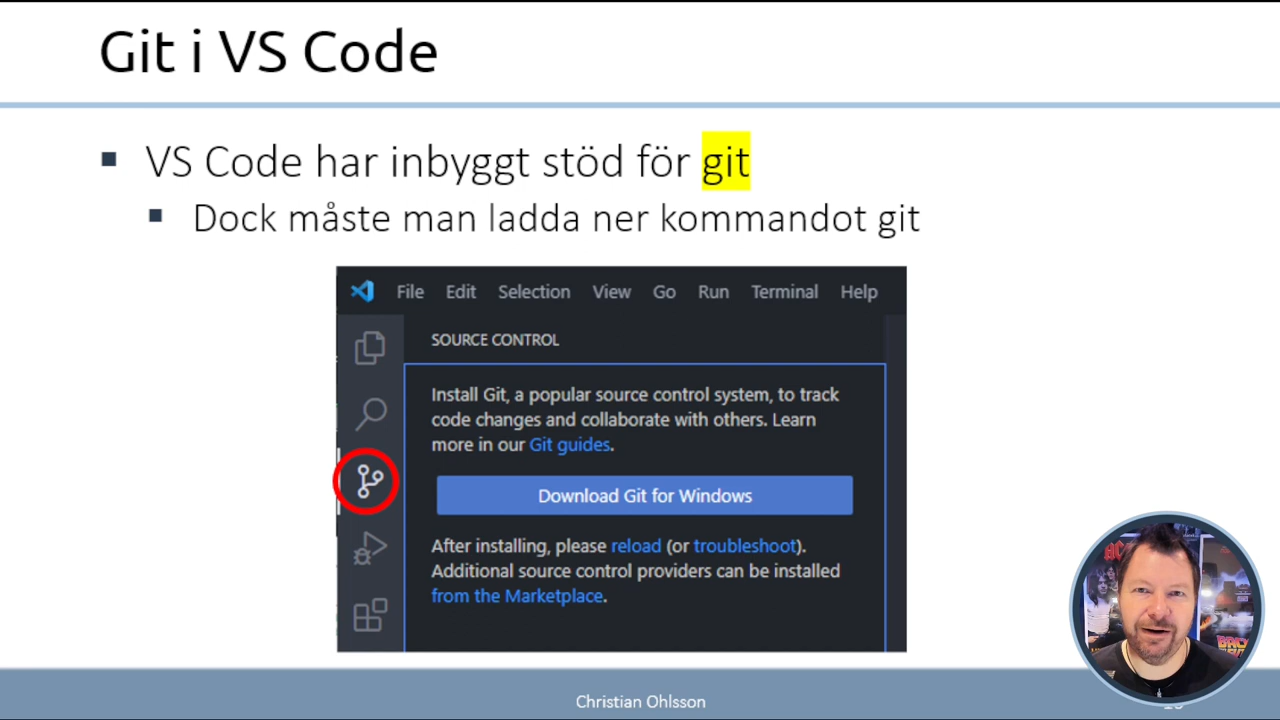 Git i VS Code
VS Code har inbyggt stöd för git
Dock måste man ladda ner kommandot git
File Edit Selection View Go Run Terminal Help
SOURCE CONTROL
Install Git, a popular source control system, to track
code changes and collaborate with others. Learn
more in our Git guides.
Download Git for Windows
After installing, please reload (or troubleshoot).
Additional source control providers can be installed
from the Marketplace.
BACK
Christian Ohlsson